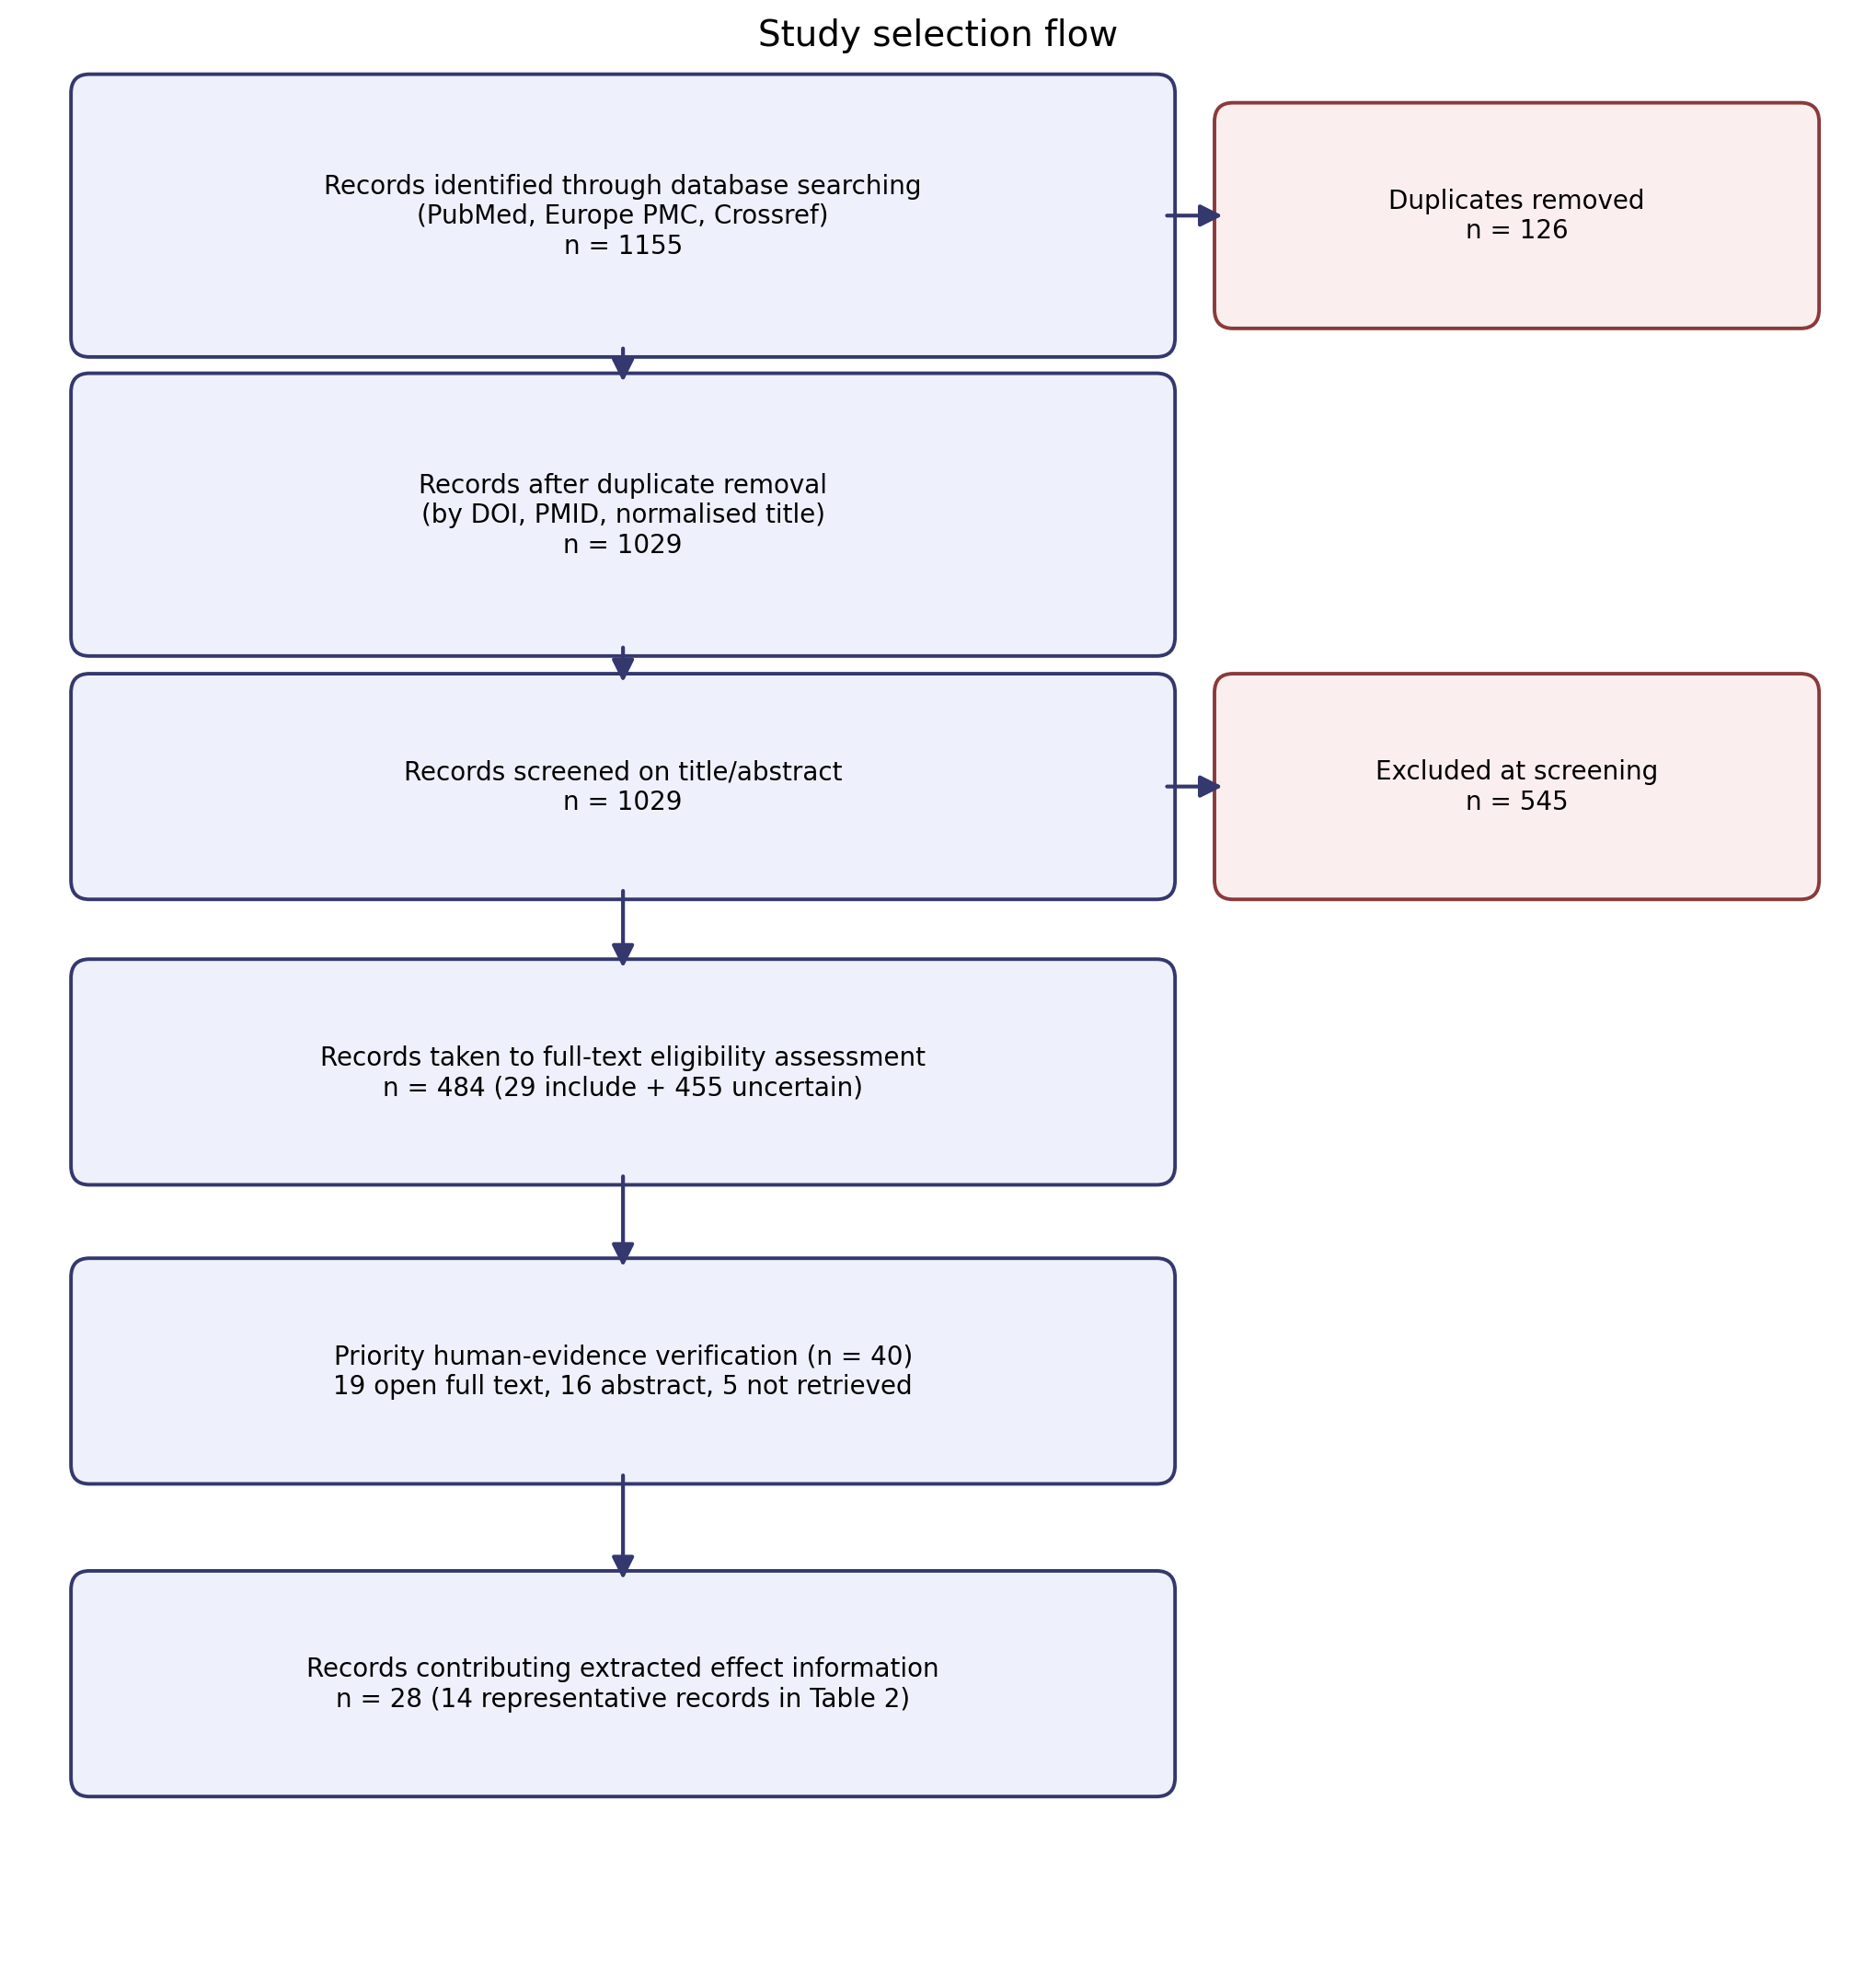 Study selection flow
Records identified through database searching
(PubMed, Europe PMC, Crossref)
n = 1155
Duplicates removed
n = 126
Records after duplicate removal
(by DOI, PMID, normalised title)
n = 1029
Records screened on title/abstract
n = 1029
Excluded at screening
n = 545
Records taken to full-text eligibility assessment
n = 484 (29 include + 455 uncertain)
Priority human-evidence verification (n = 40)
19 open full text, 16 abstract, 5 not retrieved
Records contributing extracted effect information
n = 28 (14 representative records in Table 2)